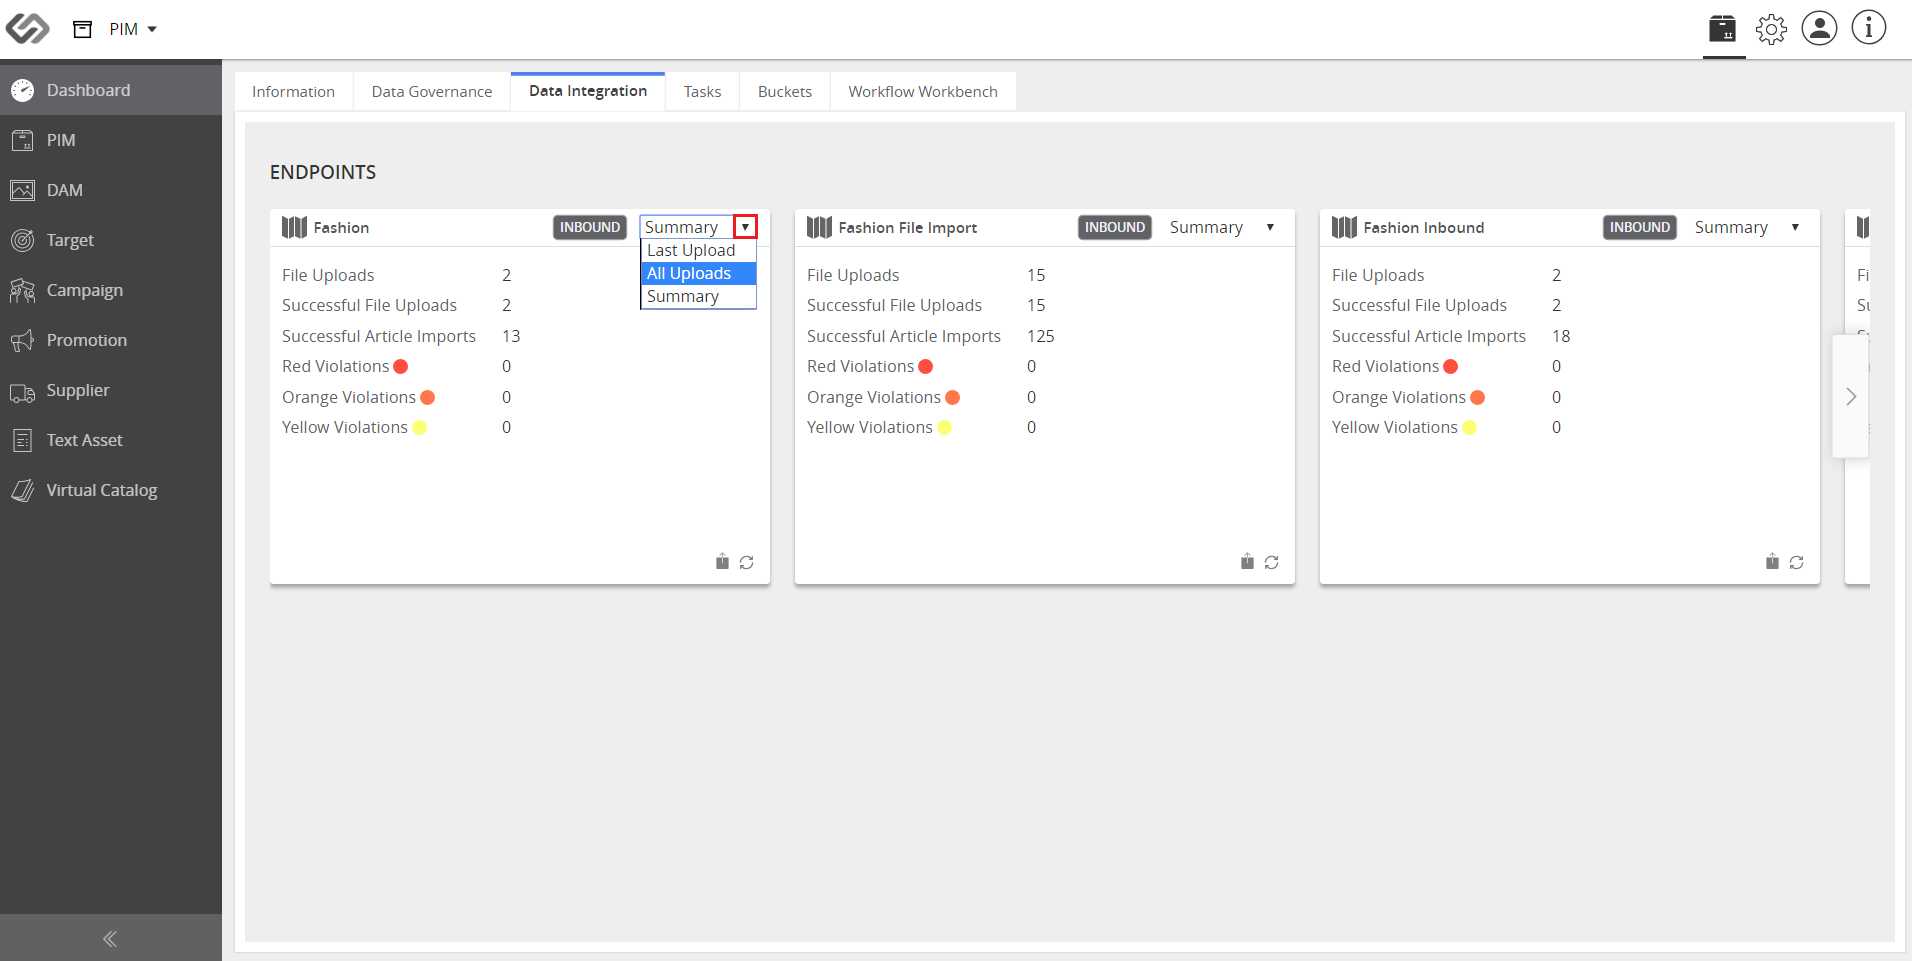 PIM
Dashboard
PIM
DAM
Target
Campaign
Promotion
Supplier
Text Asset
Virtual Catalog
Information
Data Governance
Data Integration
Tasks
Buckets
Workflow Workbench
ENDPOINTS
Fashion
INBOUND
Summary
Last Upload
All Uploads
Summary
File Uploads 2
Successful File Uploads 2
Successful Article Imports 13
Red Violations 0
Orange Violations 0
Yellow Violations 0
Fashion File Import
INBOUND
Summary
File Uploads 15
Successful File Uploads 15
Successful Article Imports 125
Red Violations 0
Orange Violations 0
Yellow Violations 0
Fashion Inbound
INBOUND
Summary
File Uploads 2
Successful File Uploads 2
Successful Article Imports 18
Red Violations 0
Orange Violations 0
Yellow Violations 0